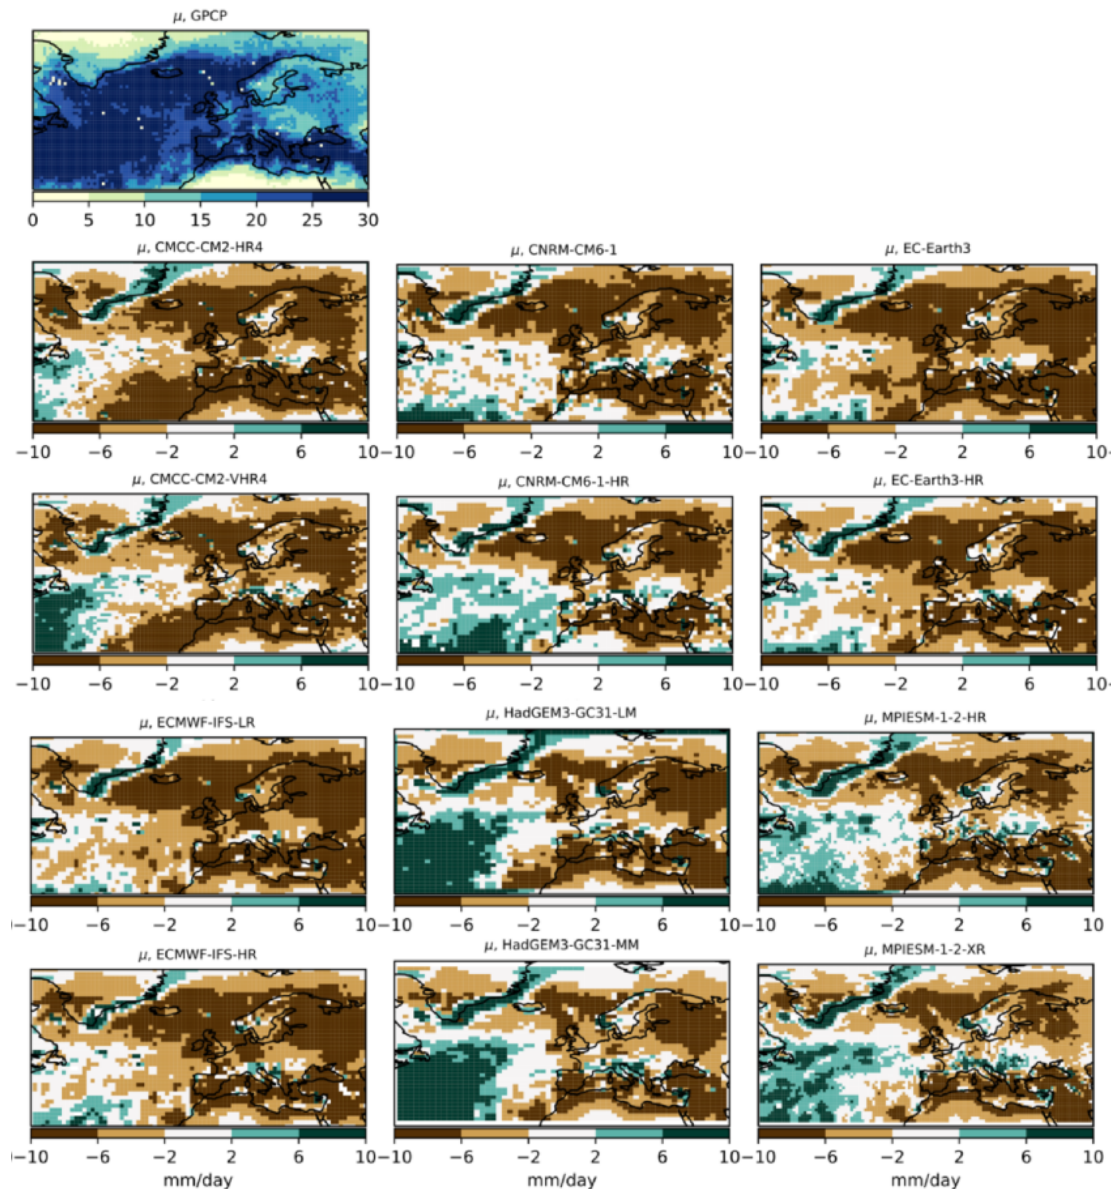 μ, GPCP
0 5 10 15 20 25 30
μ, CMCC-CM2-HR4 μ, CNRM-CM6-1 μ, EC-Earth3
−10 −6 −2 2 6 10 −10 −6 −2 2 6 10 −10 −6 −2 2 6 10
μ, CMCC-CM2-VHR4 μ, CNRM-CM6-1-HR μ, EC-Earth3-HR
−10 −6 −2 2 6 10 −10 −6 −2 2 6 10 −10 −6 −2 2 6 10
μ, ECMWF-IFS-LR μ, HadGEM3-GC31-LM μ, MPIESM-1-2-HR
−10 −6 −2 2 6 10 −10 −6 −2 2 6 10 −10 −6 −2 2 6 10
μ, ECMWF-IFS-HR μ, HadGEM3-GC31-MM μ, MPIESM-1-2-XR
−10 −6 −2 2 6 10 −10 −6 −2 2 6 10 −10 −6 −2 2 6 10
mm/day mm/day mm/day